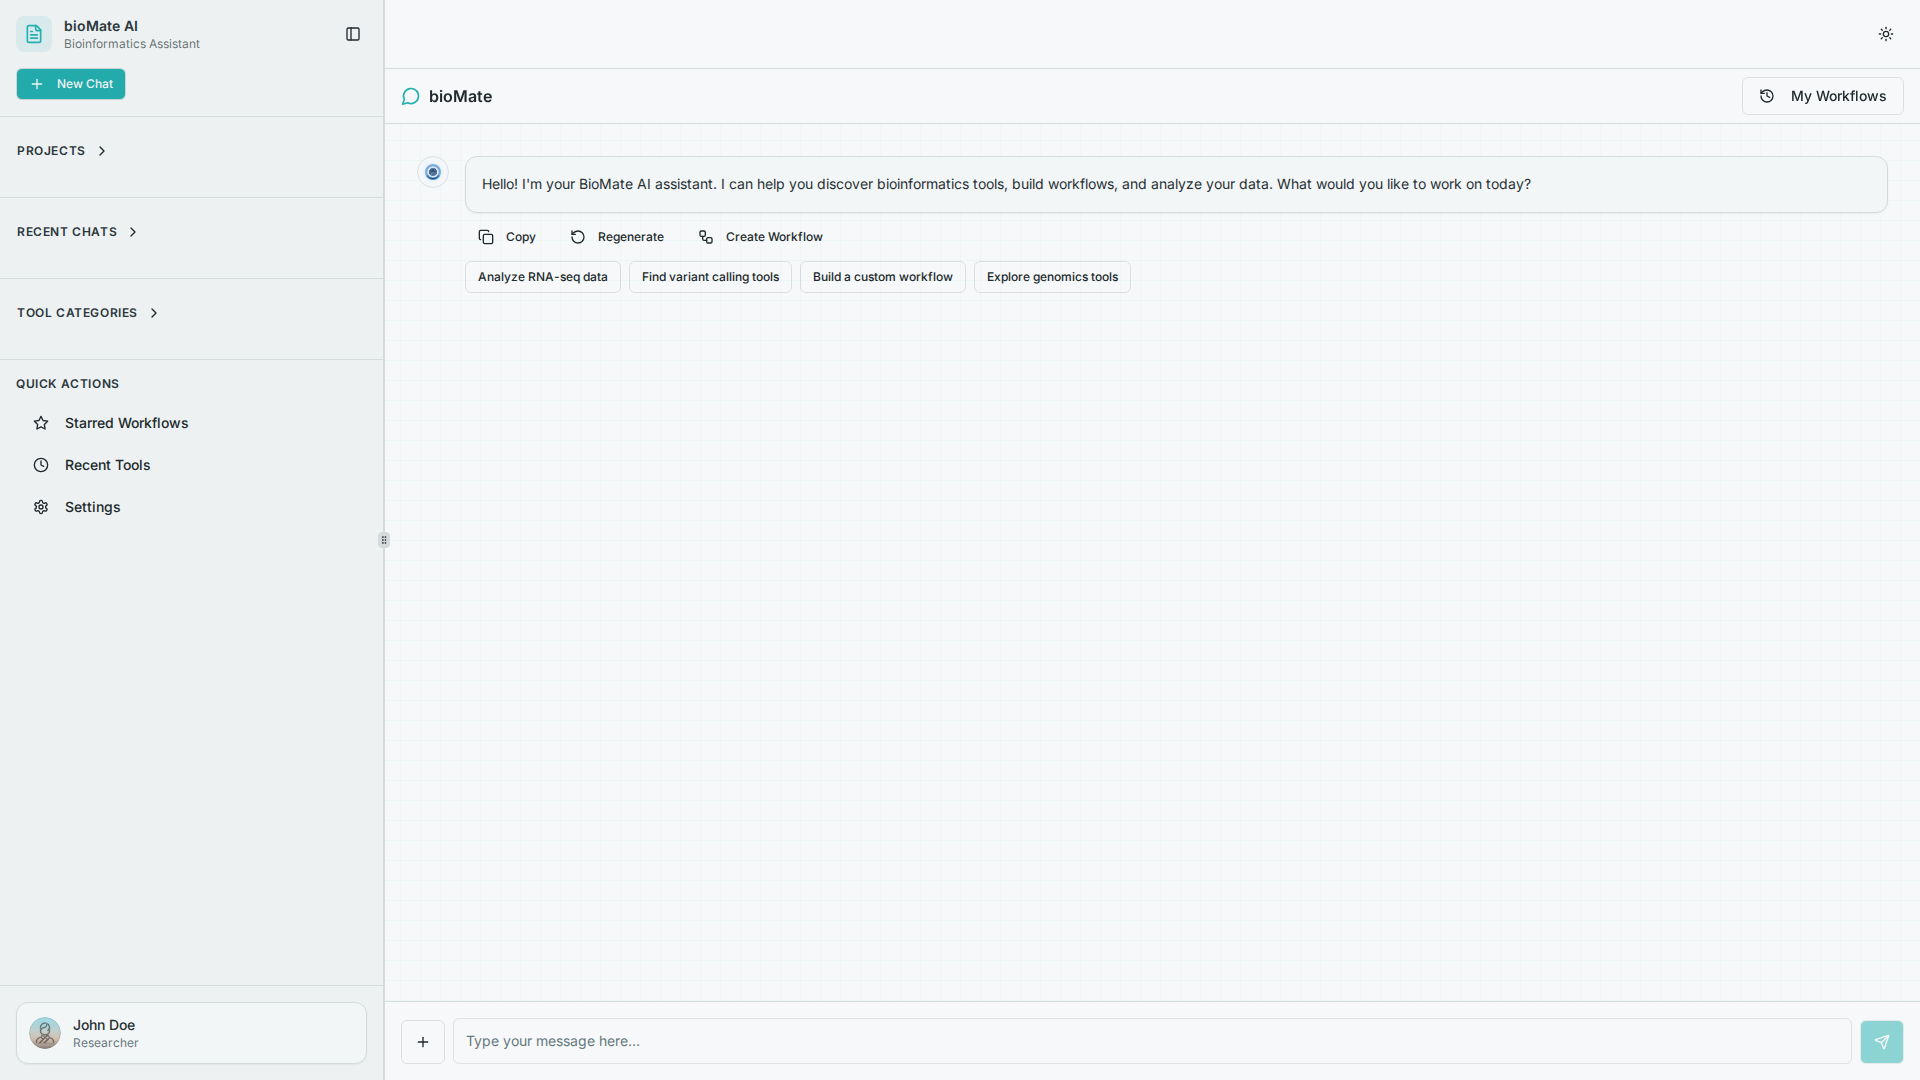 bioMate AI
Bioinformatics Assistant
New Chat
PROJECTS
RECENT CHATS
TOOL CATEGORIES
QUICK ACTIONS
Starred Workflows
Recent Tools
Settings
John Doe
Researcher
bioMate
My Workflows
Hello! I'm your BioMate AI assistant. I can help you discover bioinformatics tools, build workflows, and analyze your data. What would you like to work on today?
Copy Regenerate Create Workflow
Analyze RNA-seq data Find variant calling tools Build a custom workflow Explore genomics tools
Type your message here...